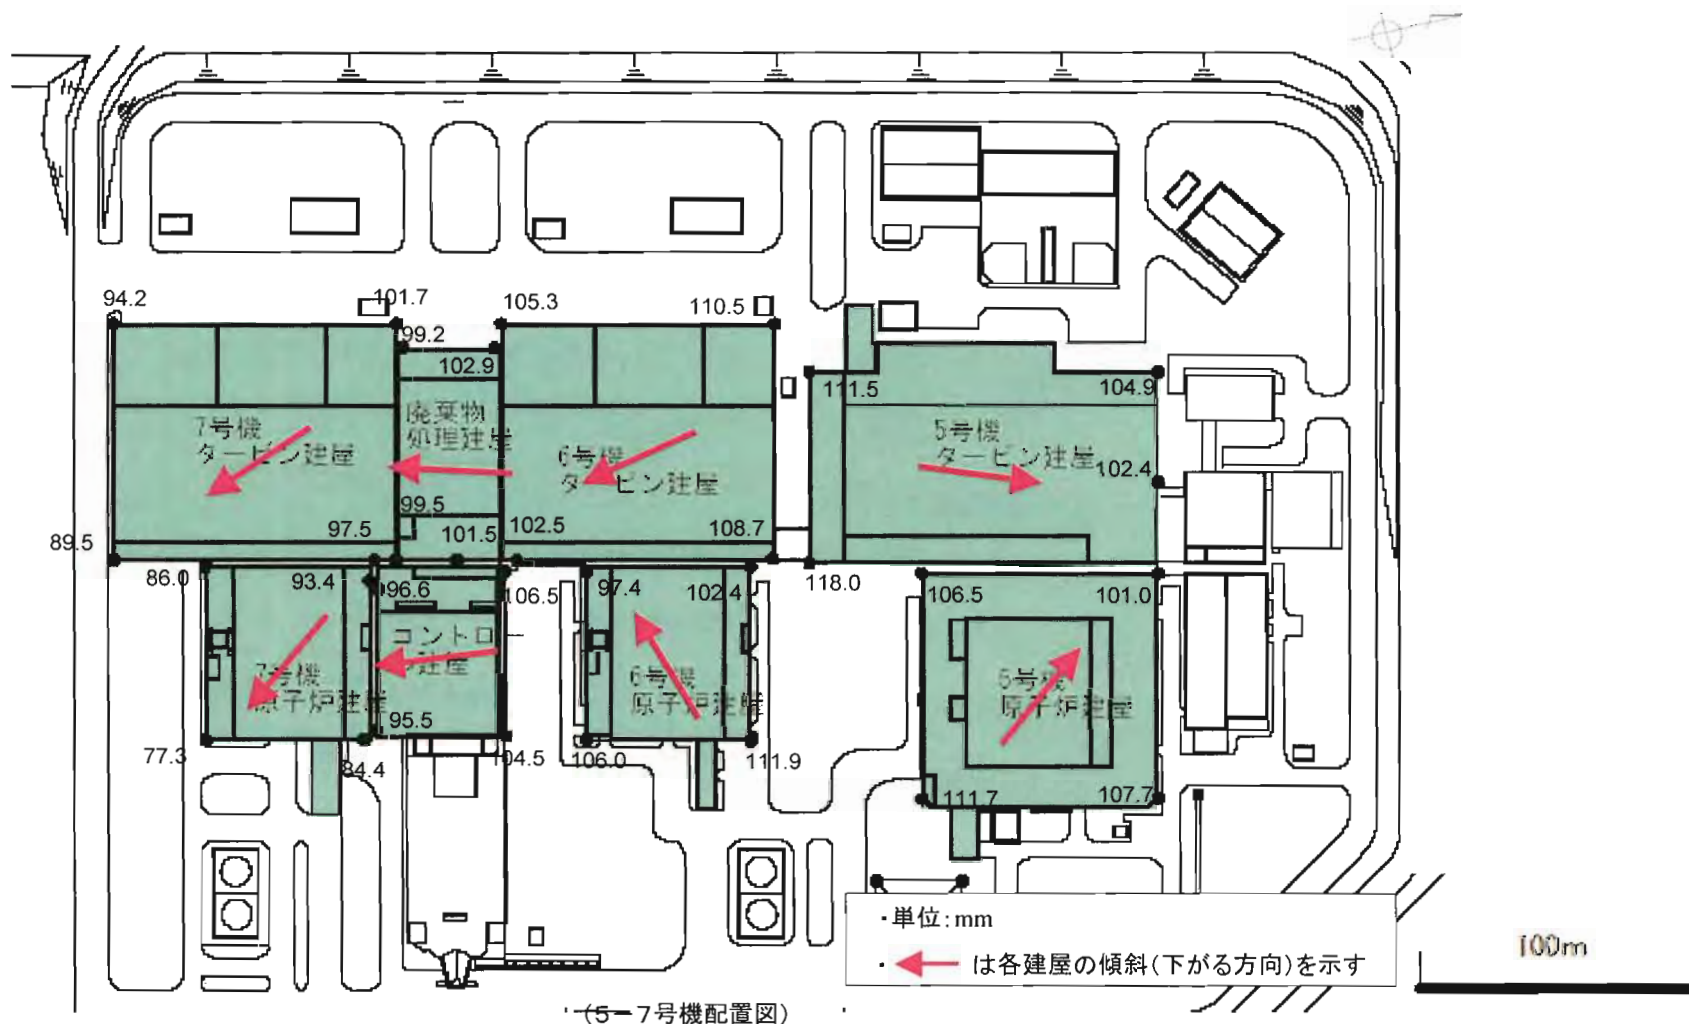 94.2
101.7
105.3
110.5
99.2
102.9
111.5
104.9
7号機
タービン建屋
廃棄物
処理建屋
6号機
タービン建屋
5号機
タービン建屋
102.4
99.5
97.5
101.5
102.5
108.7
89.5
86.0
93.4
96.6
106.5
97.4
102.4
118.0
106.5
101.0
コントロー
ル建屋
7号機
原子炉建屋
6号機
原子炉建屋
5号機
原子炉建屋
95.5
77.3
84.4
104.5
106.0
111.9
111.7
107.7
・単位:mm
・ は各建屋の傾斜(下がる方向)を示す
100m
(5-7号機配置図)